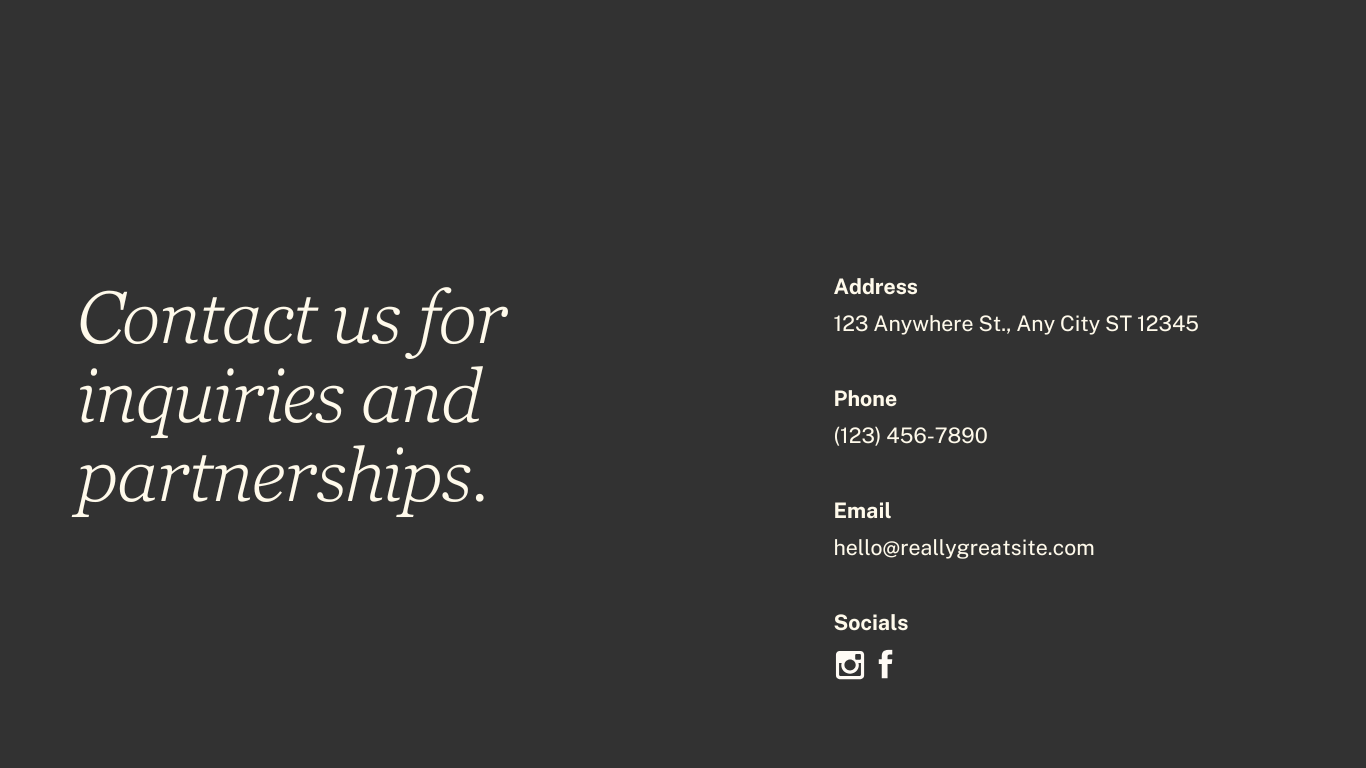 Contact us for
inquiries and
partnerships.
Address
123 Anywhere St., Any City ST 12345
Phone
(123) 456-7890
Email
hello@reallygreatsite.com
Socials